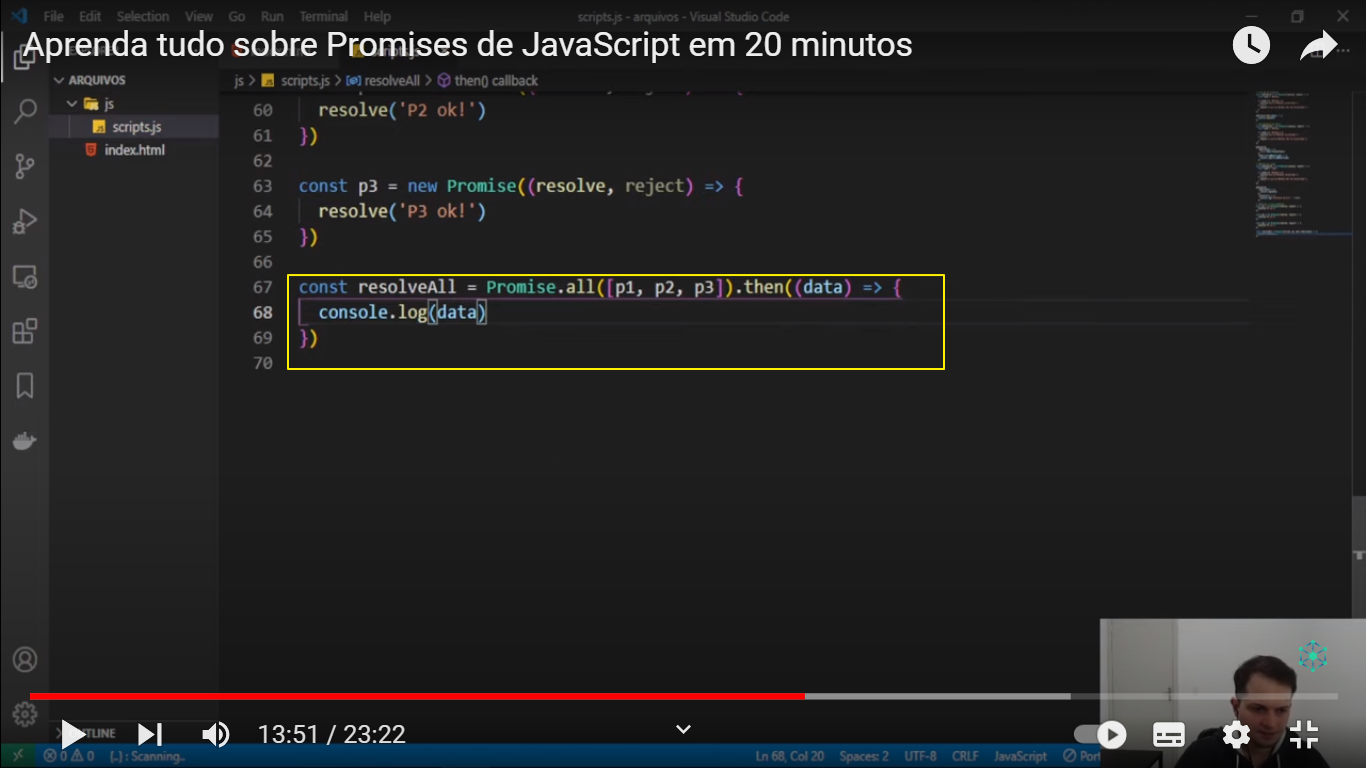 File Edit Selection View Go Run Terminal Help scripts.js - arquivos - Visual Studio Code
Aprenda tudo sobre Promises de JavaScript em 20 minutos
ARQUIVOS
js
scripts.js
index.html
js > scripts.js > resolveAll > then() callback
60 resolve('P2 ok!')
61 })
62
63 const p3 = new Promise((resolve, reject) => {
64 resolve('P3 ok!')
65 })
66
67 const resolveAll = Promise.all([p1, p2, p3]).then((data) => {
68 console.log(data)
69 })
70
13:51 / 23:22
0 0 {..}: Scanning.. Ln 68, Col 20 Spaces: 2 UTF-8 CRLF JavaScript